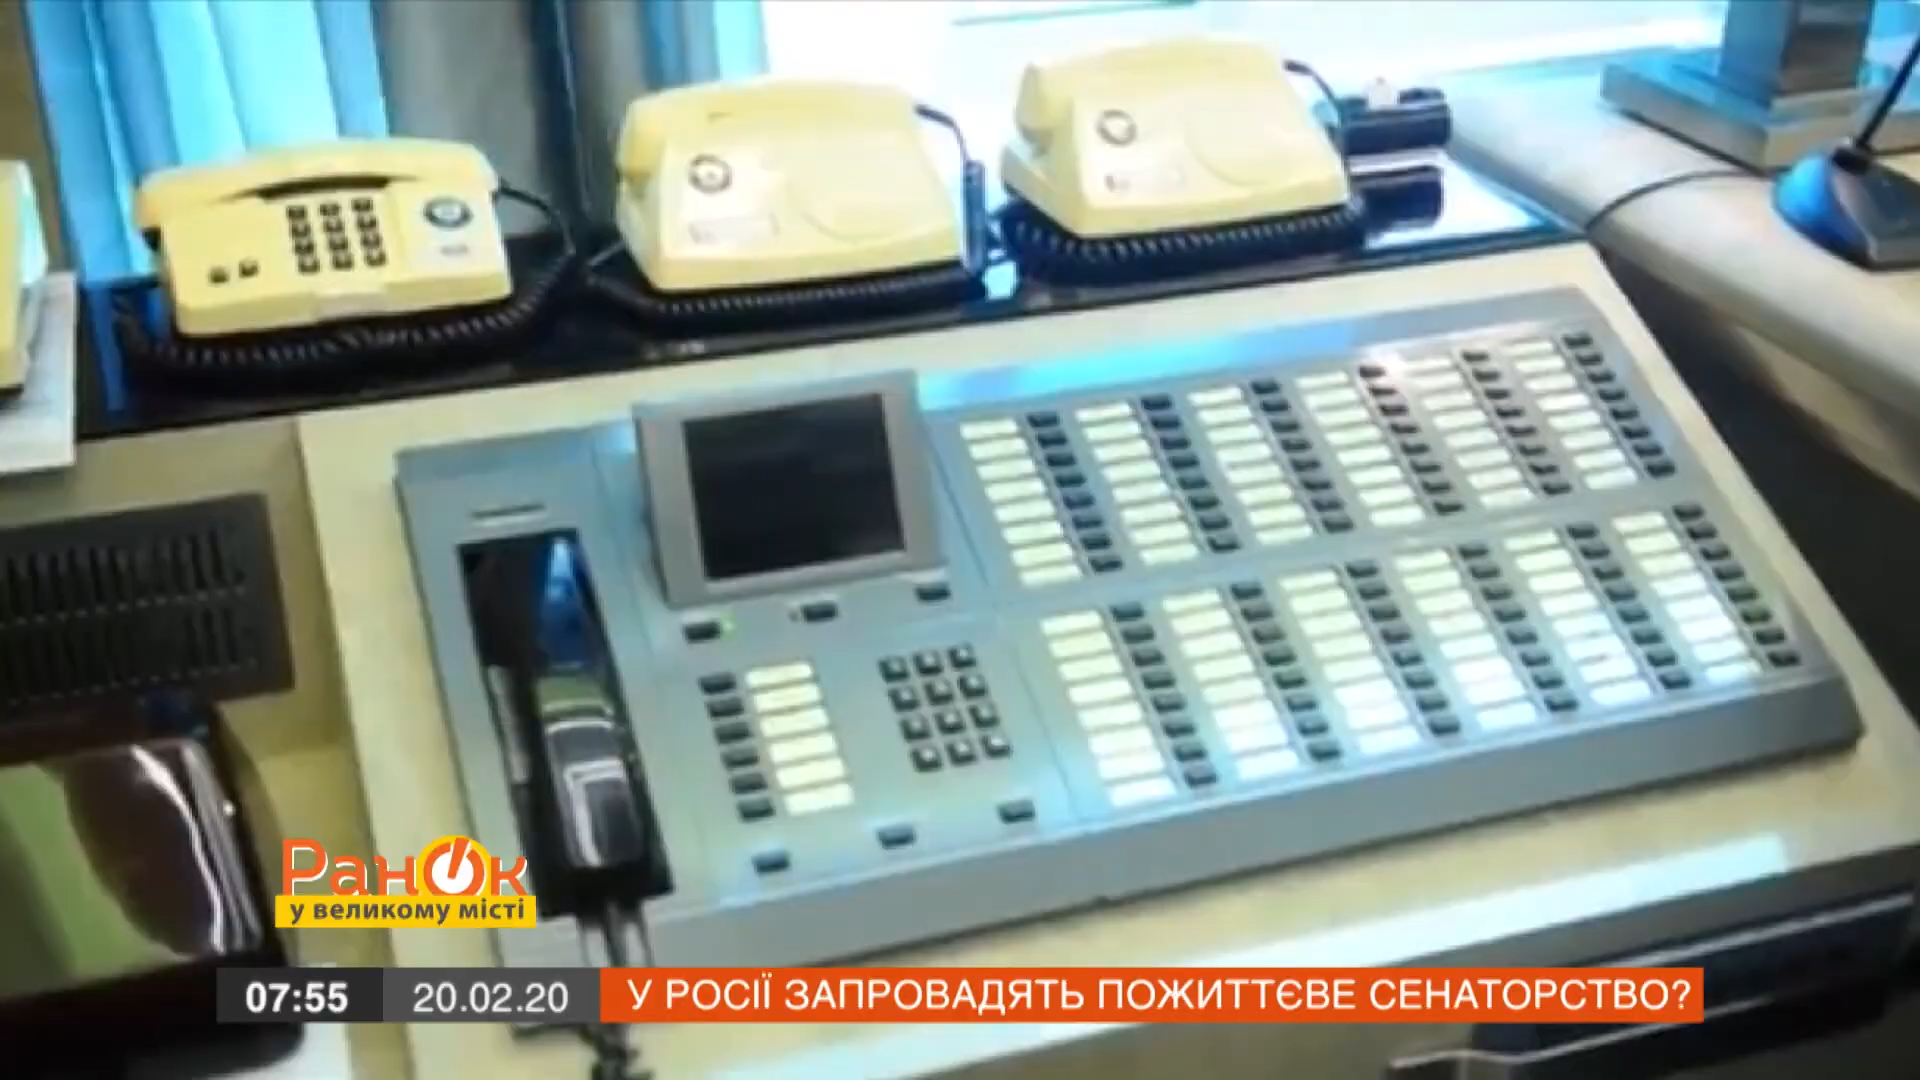 Ранок
у великому місті
07:55 20.02.20 У РОСІЇ ЗАПРОВАДЯТЬ ПОЖИТТЄВЕ СЕНАТОРСТВО?